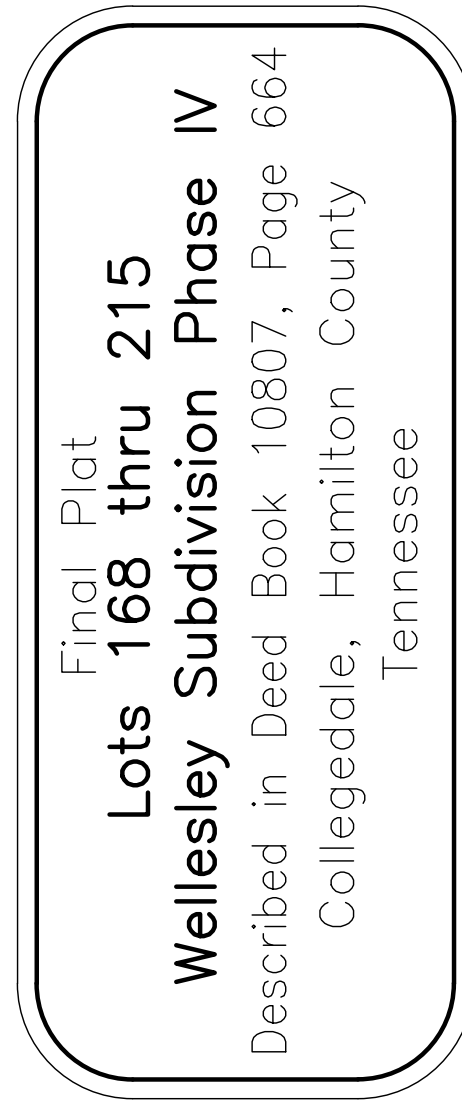 Final Plat
Lots 168 thru 215
Wellesley Subdivision Phase IV
Described in Deed Book 10807, Page 664
Collegedale, Hamilton County
Tennessee